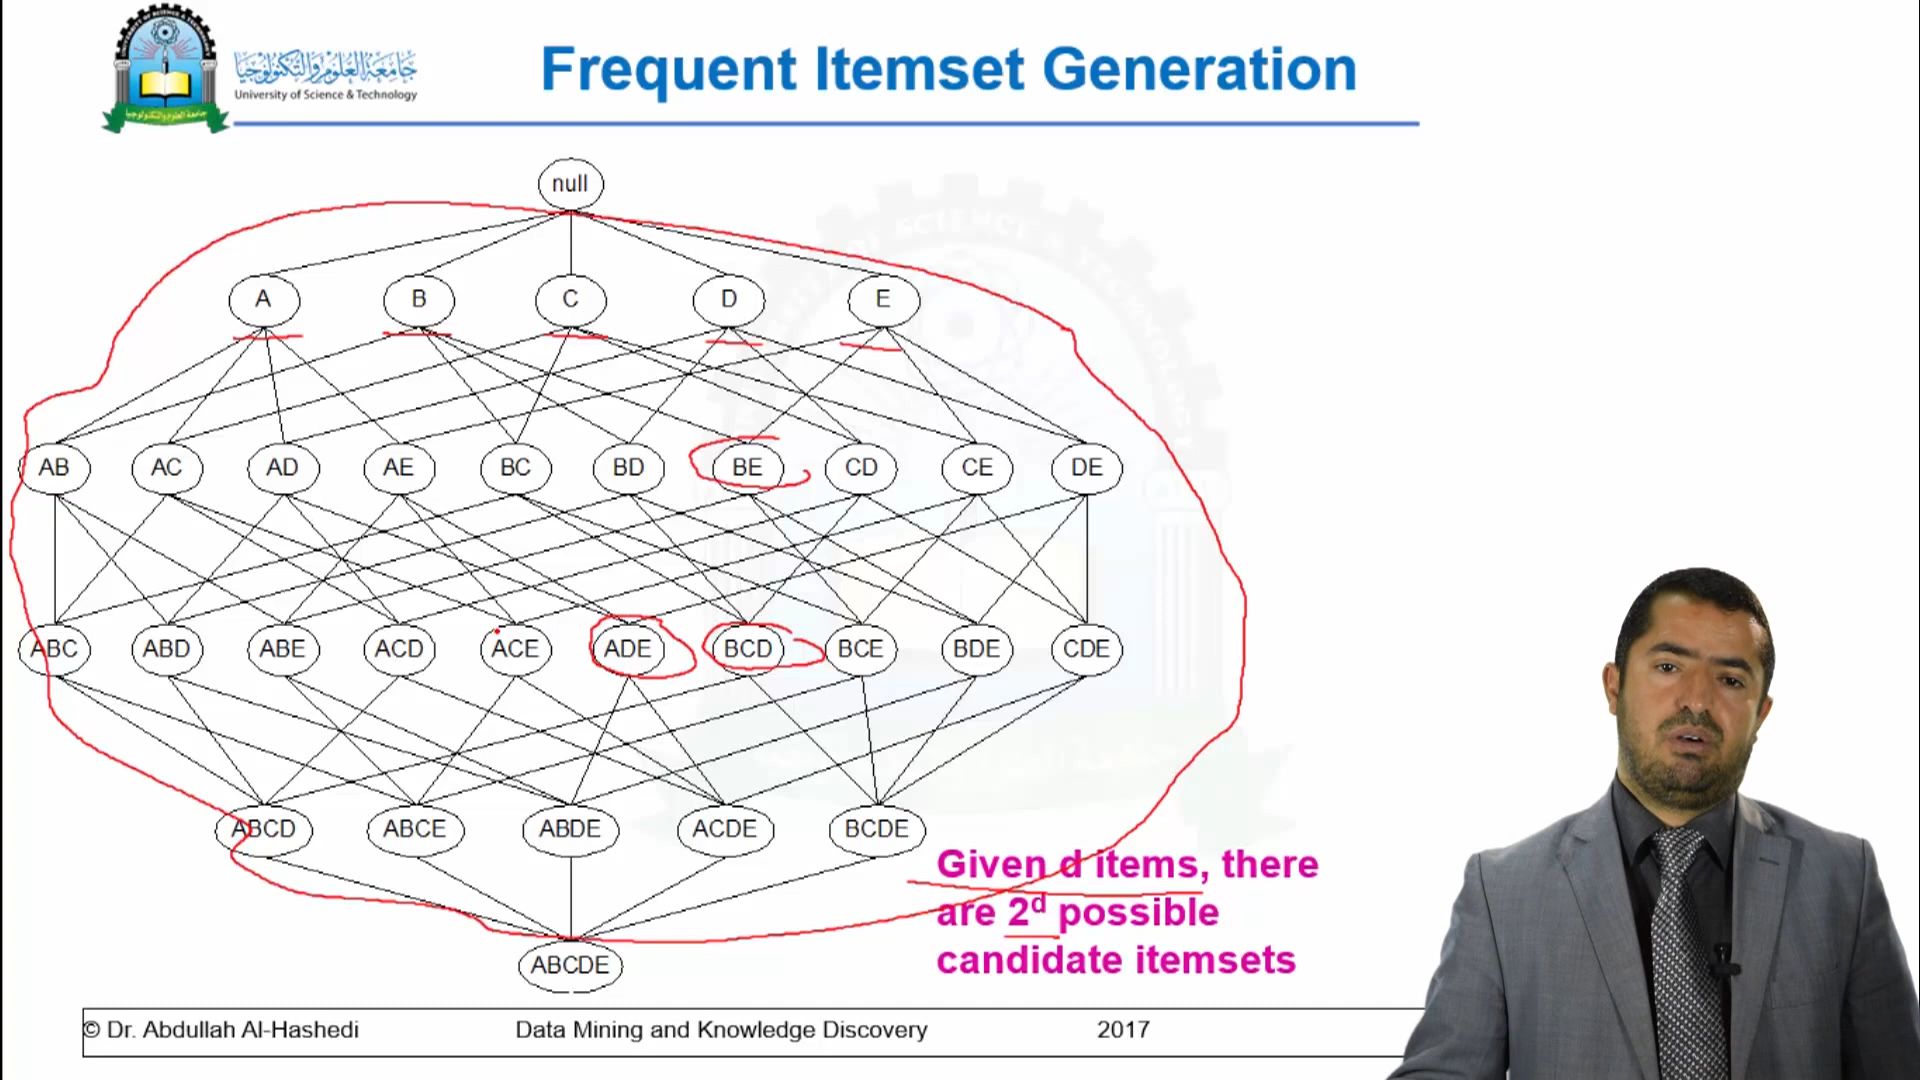 جامعة العلوم والتكنولوجيا
University of Science & Technology
Frequent Itemset Generation
null
A B C D E
AB AC AD AE BC BD BE CD CE DE
ABC ABD ABE ACD ACE ADE BCD BCE BDE CDE
ABCD ABCE ABDE ACDE BCDE
ABCDE
Given d items, there
are 2ᵈ possible
candidate itemsets
© Dr. Abdullah Al-Hashedi Data Mining and Knowledge Discovery 2017